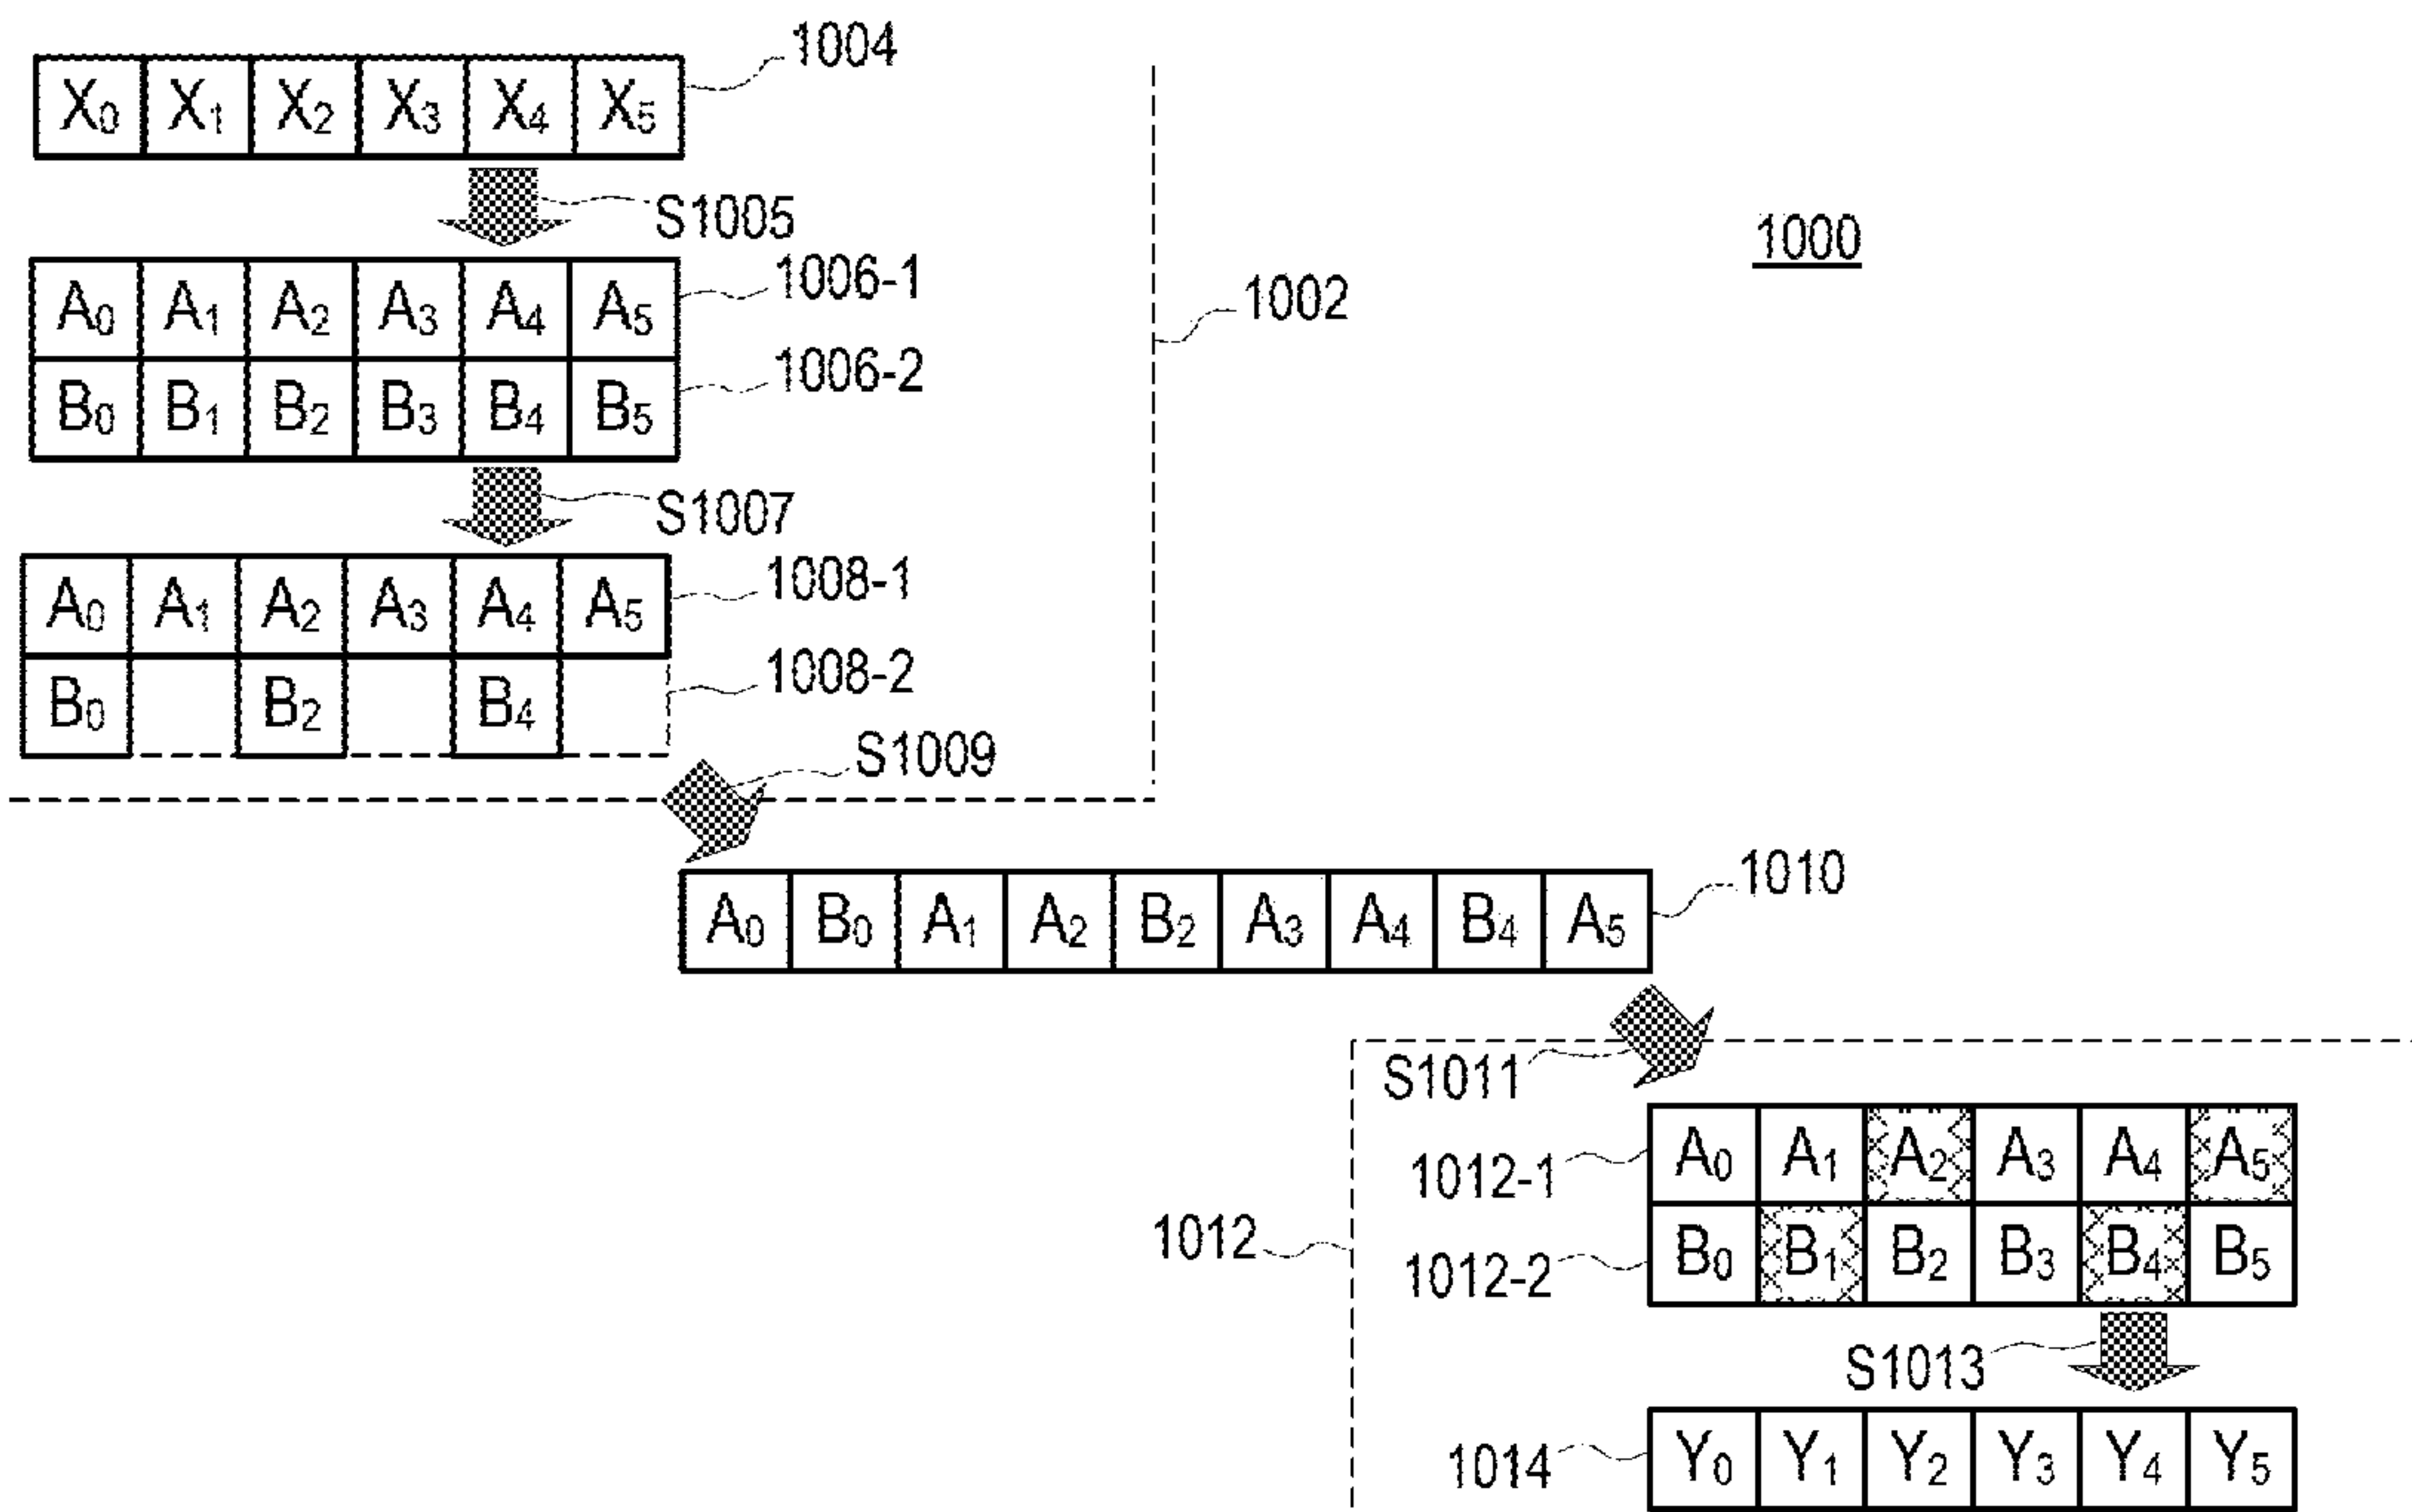 X₀ X₁ X₂ X₃ X₄ X₅ 1004
S1005
1000
A₀ A₁ A₂ A₃ A₄ A₅ 1006-1
1002
B₀ B₁ B₂ B₃ B₄ B₅ 1006-2
S1007
A₀ A₁ A₂ A₃ A₄ A₅ 1008-1
B₀ B₂ B₄ 1008-2
S1009
A₀ B₀ A₁ A₂ B₂ A₃ A₄ B₄ A₅ 1010
S1011
1012-1 A₀ A₁ A₂ A₃ A₄ A₅
1012
1012-2 B₀ B₁ B₂ B₃ B₄ B₅
S1013
1014 Y₀ Y₁ Y₂ Y₃ Y₄ Y₅